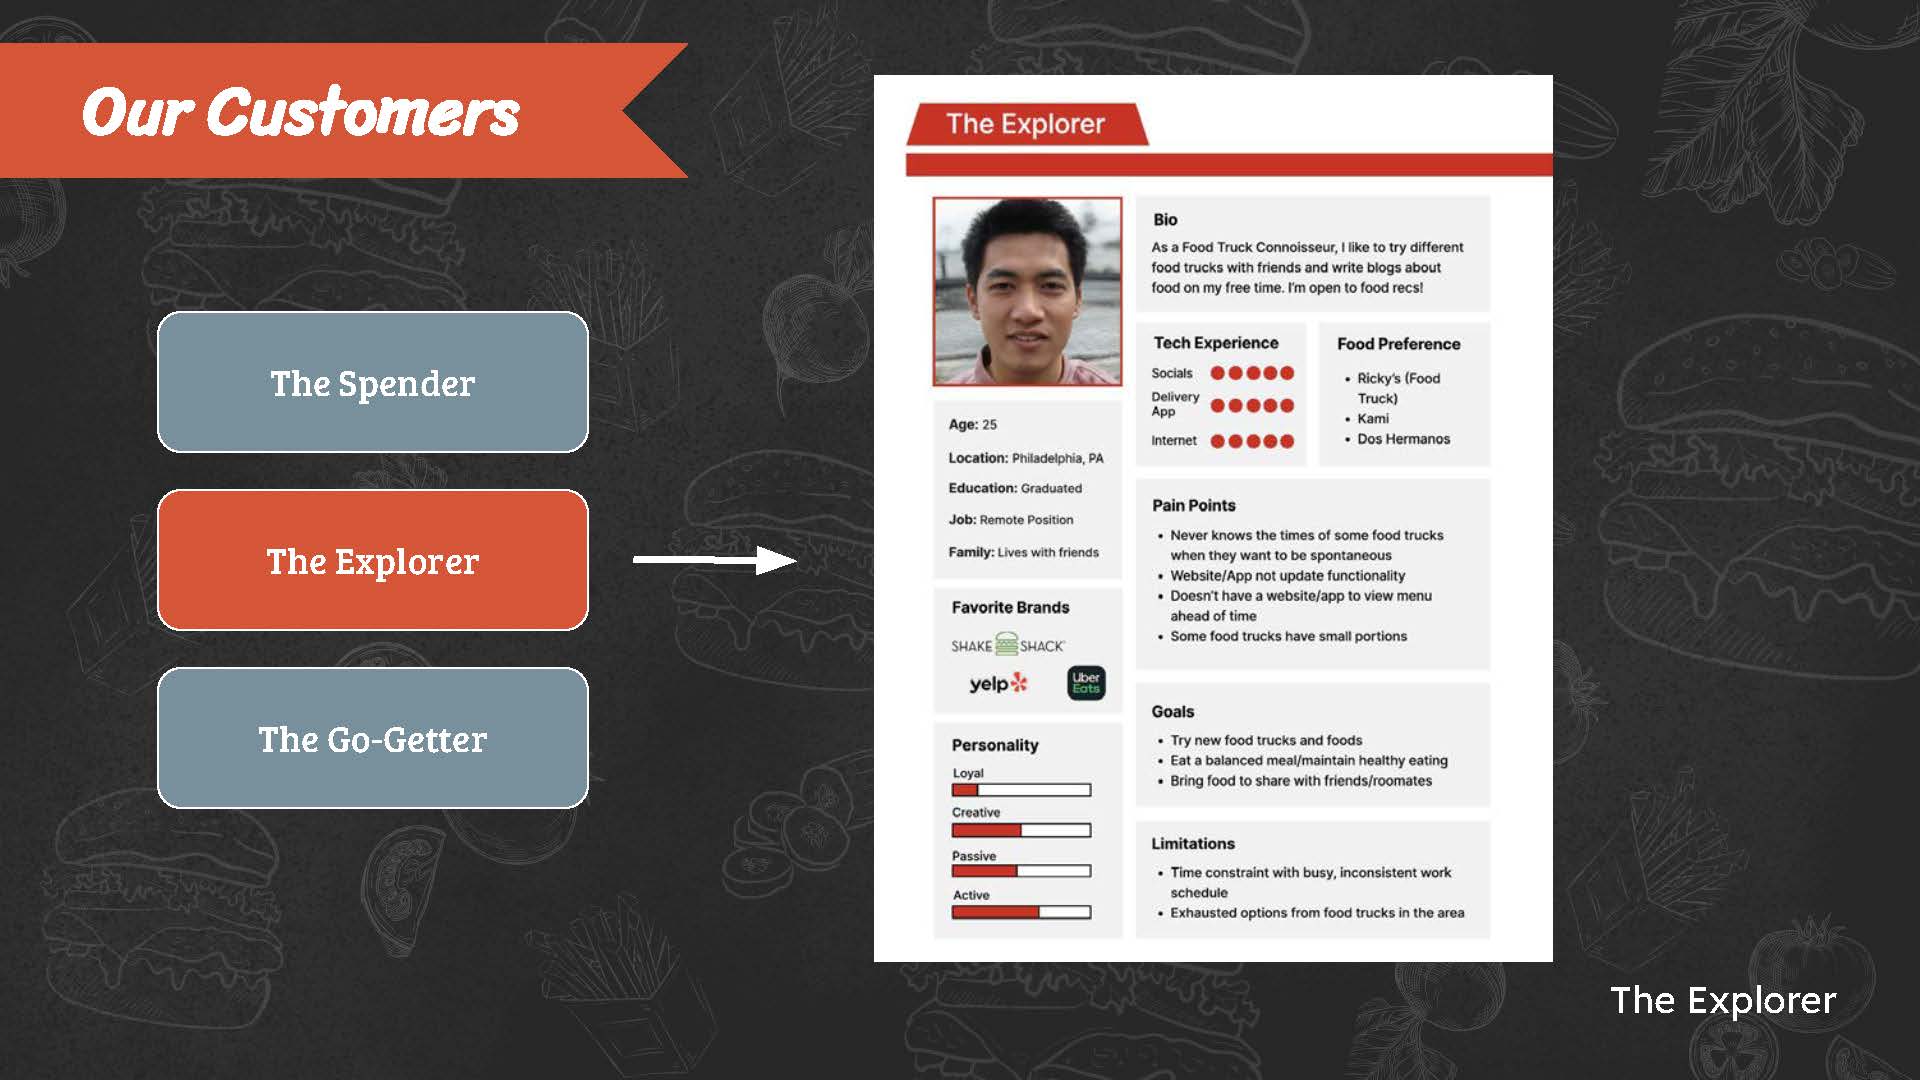 Our Customers
The Spender
The Explorer
The Go-Getter
The Explorer
Age: 25
Location: Philadelphia, PA
Education: Graduated
Job: Remote Position
Family: Lives with friends
Favorite Brands
SHAKE SHACK
yelp
Uber
Eats
Personality
Loyal
Creative
Passive
Active
Bio
As a Food Truck Connoisseur, I like to try different
food trucks with friends and write blogs about
food on my free time. I'm open to food recs!
Tech Experience
Socials
Delivery
App
Internet
Food Preference
• Ricky's (Food
Truck)
• Kami
• Dos Hermanos
Pain Points
• Never knows the times of some food trucks
when they want to be spontaneous
• Website/App not update functionality
• Doesn't have a website/app to view menu
ahead of time
• Some food trucks have small portions
Goals
• Try new food trucks and foods
• Eat a balanced meal/maintain healthy eating
• Bring food to share with friends/roomates
Limitations
• Time constraint with busy, inconsistent work
schedule
• Exhausted options from food trucks in the area
The Explorer